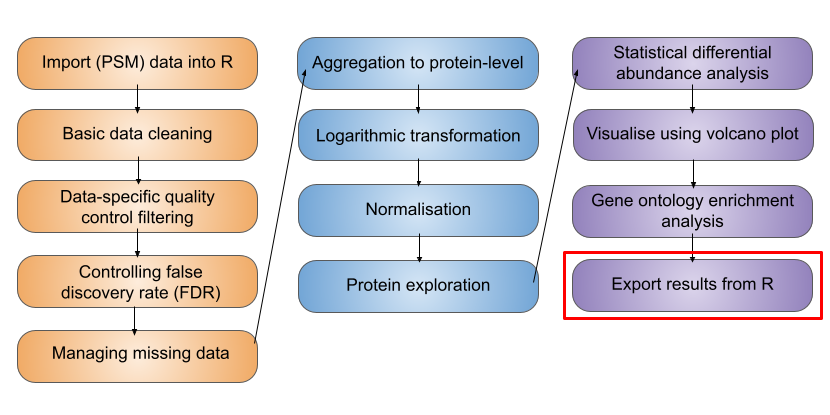 Import (PSM) data into R
Basic data cleaning
Data-specific quality
control filtering
Controlling false
discovery rate (FDR)
Managing missing data
Aggregation to protein-level
Logarithmic transformation
Normalisation
Protein exploration
Statistical differential
abundance analysis
Visualise using volcano plot
Gene ontology enrichment
analysis
Export results from R